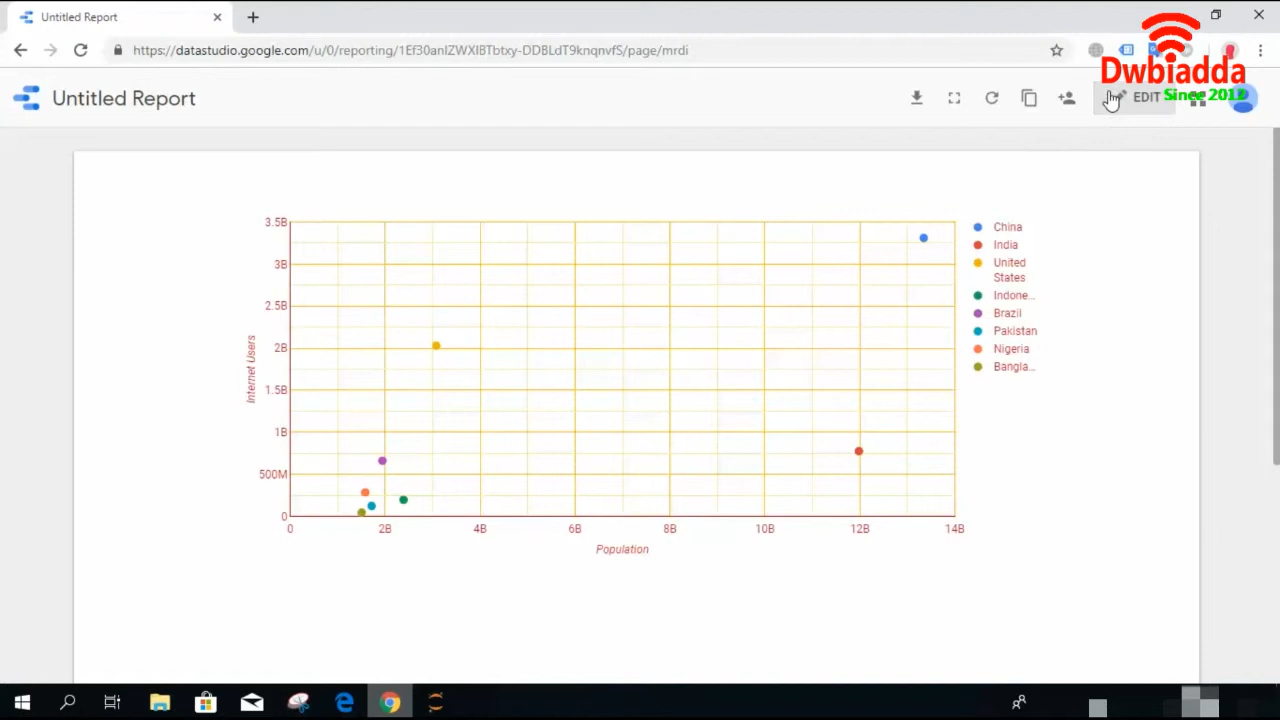 Untitled Report
https://datastudio.google.com/u/0/reporting/1Ef30anlZWXIBTbtxy-DDBLdT9knqnvfS/page/mrdi
Dwbiadda
Since 2012
Untitled Report
EDIT
3.5B
3B
2.5B
2B
1.5B
1B
500M
0
Internet Users
0
2B
4B
6B
8B
10B
12B
14B
Population
China
India
United
States
Indone...
Brazil
Pakistan
Nigeria
Bangla...